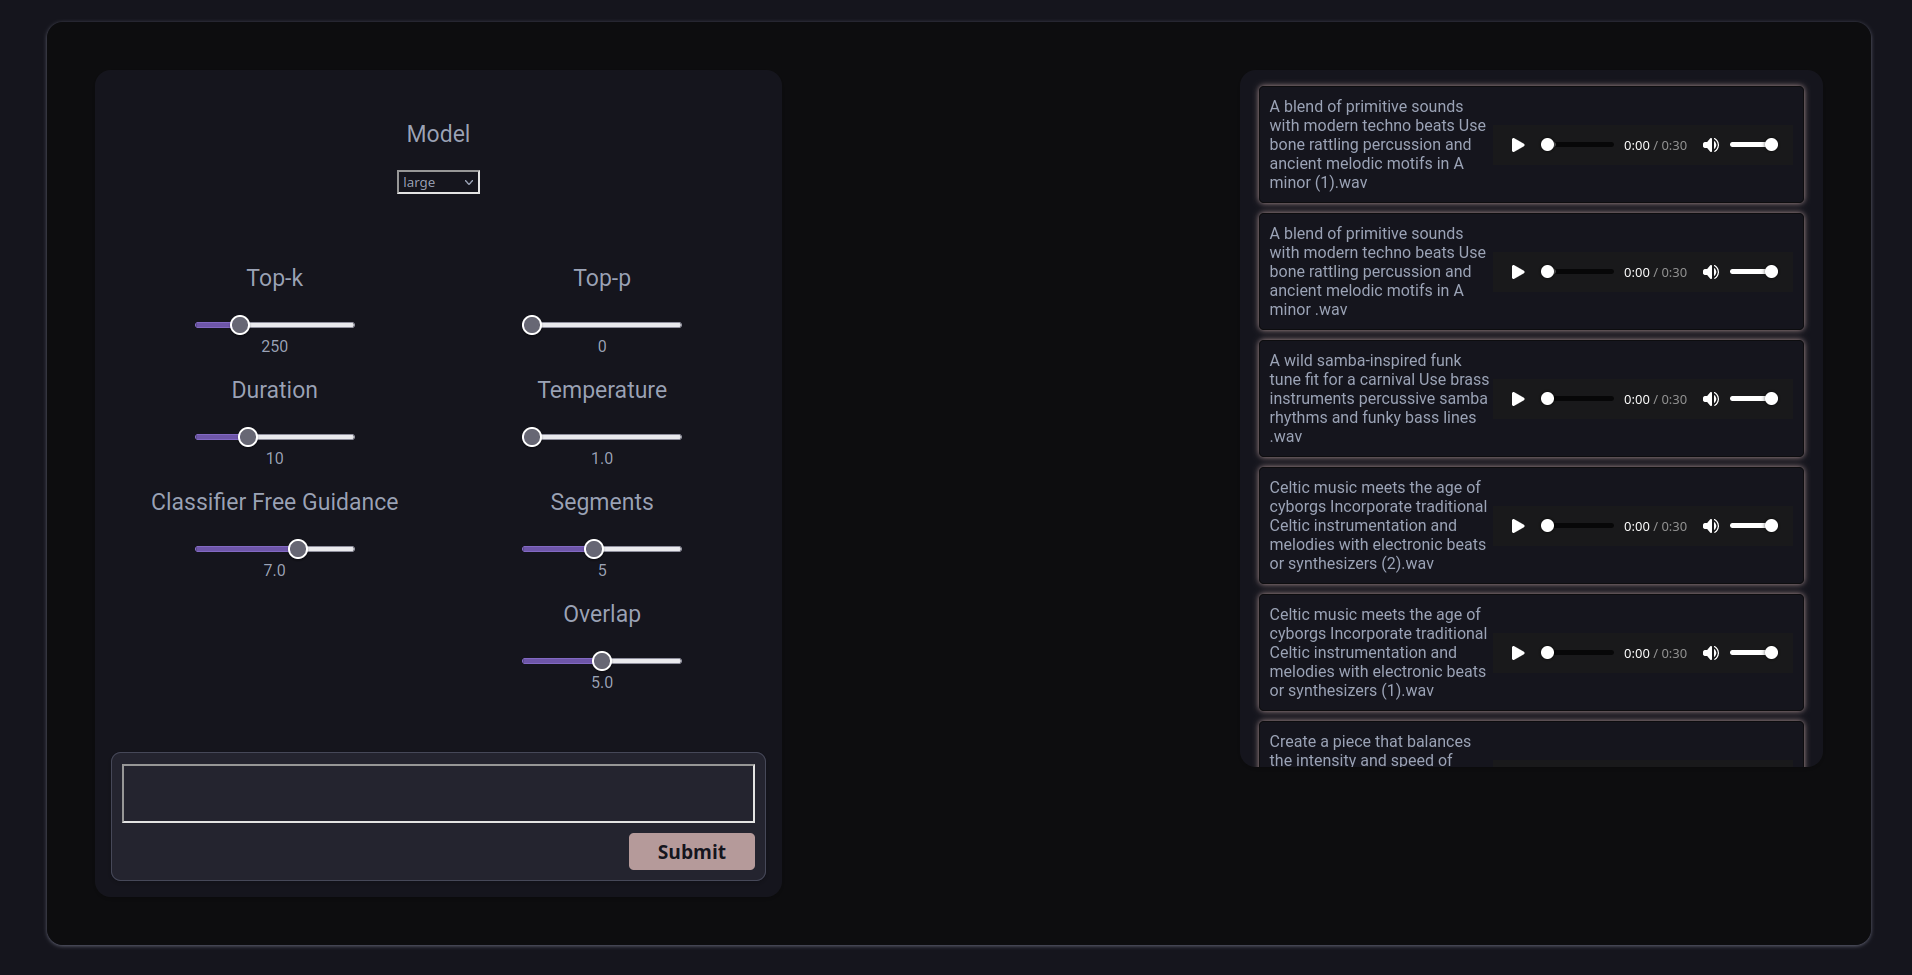 Model
large
Top-k
250
Top-p
0
Duration
10
Temperature
1.0
Classifier Free Guidance
7.0
Segments
5
Overlap
5.0
Submit
A blend of primitive sounds
with modern techno beats Use
bone rattling percussion and
ancient melodic motifs in A
minor (1).wav
0:00 / 0:30
A blend of primitive sounds
with modern techno beats Use
bone rattling percussion and
ancient melodic motifs in A
minor .wav
0:00 / 0:30
A wild samba-inspired funk
tune fit for a carnival Use brass
instruments percussive samba
rhythms and funky bass lines
.wav
0:00 / 0:30
Celtic music meets the age of
cyborgs Incorporate traditional
Celtic instrumentation and
melodies with electronic beats
or synthesizers (2).wav
0:00 / 0:30
Celtic music meets the age of
cyborgs Incorporate traditional
Celtic instrumentation and
melodies with electronic beats
or synthesizers (1).wav
0:00 / 0:30
Create a piece that balances
the intensity and speed of